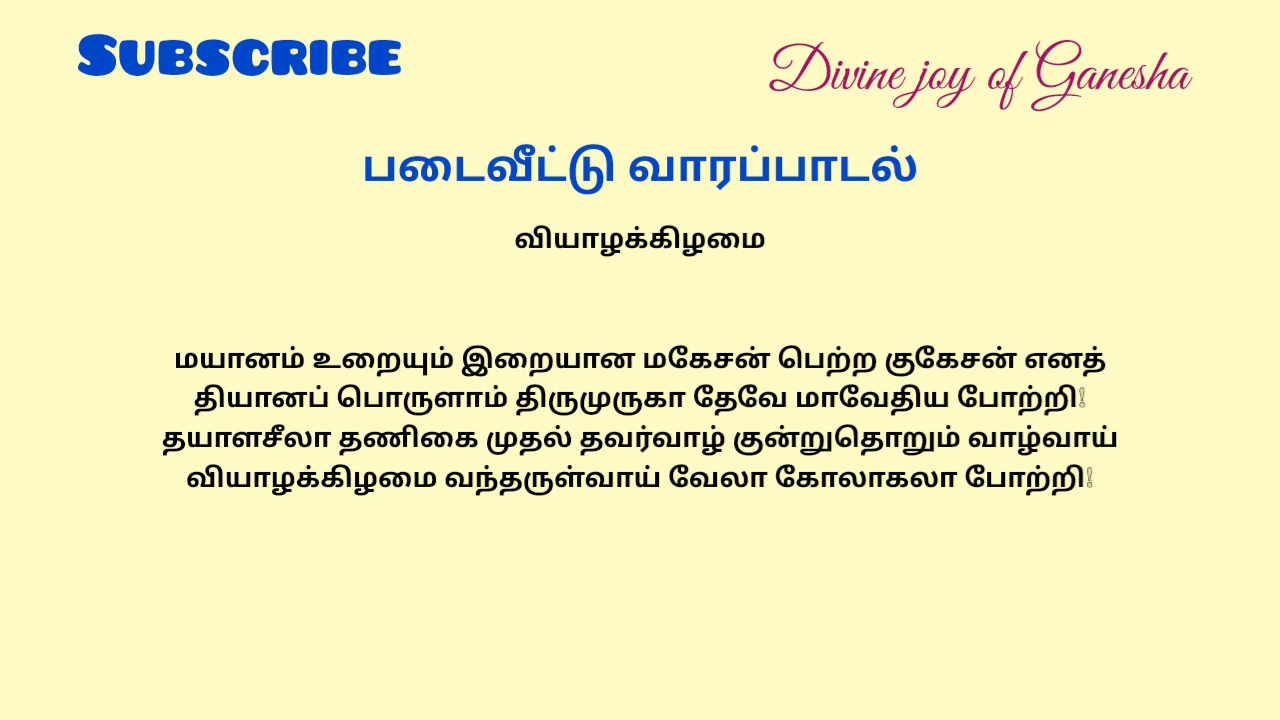 Subscribe
Divine joy of Ganesha
படைவீட்டு வாரப்பாடல்
வியாழக்கிழமை
மயானம் உறையும் இறையான மகேசன் பெற்ற குகேசன் எனத்
தியானப் பொருளாம் திருமுருகா தேவே மாவேதிய போற்றி!
தயாளசீலா தணிகை முதல் தவர்வாழ் குன்றுதொறும் வாழ்வாய்
வியாழக்கிழமை வந்தருள்வாய் வேலா கோலாகலா போற்றி!